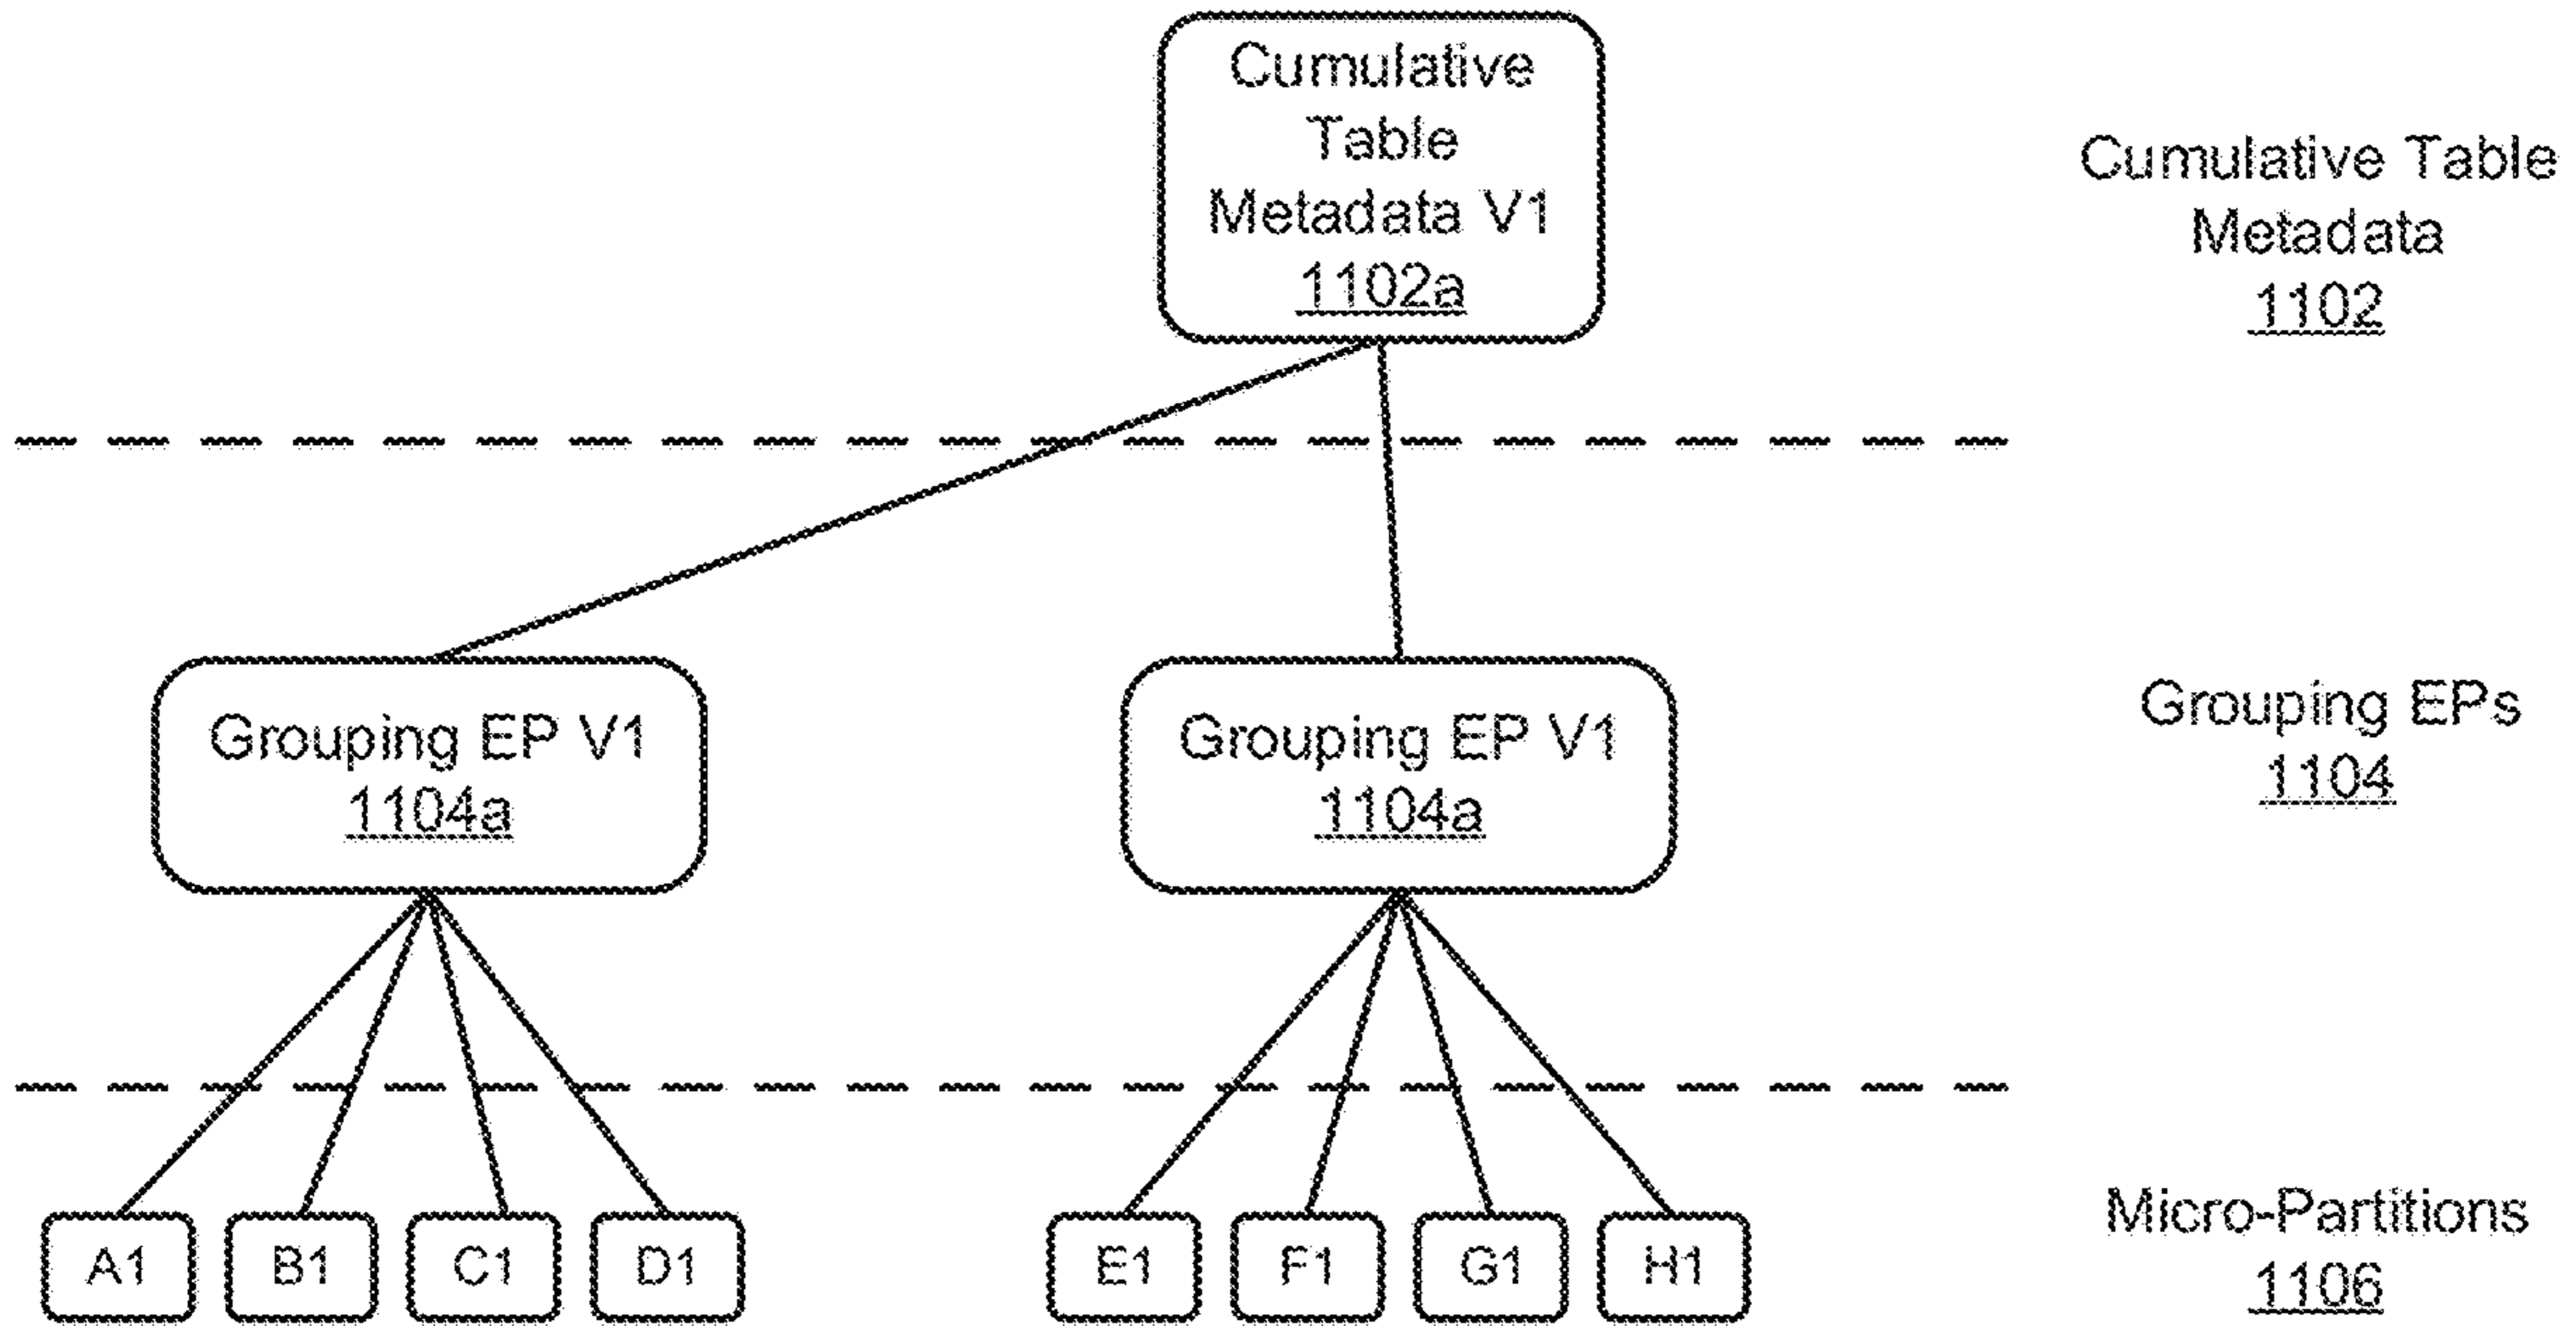 Cumulative
Table
Metadata V1
1102a
Cumulative Table
Metadata
1102
Grouping EP V1
1104a
Grouping EP V1
1104a
Grouping EPs
1104
A1
B1
C1
D1
E1
F1
G1
H1
Micro-Partitions
1106